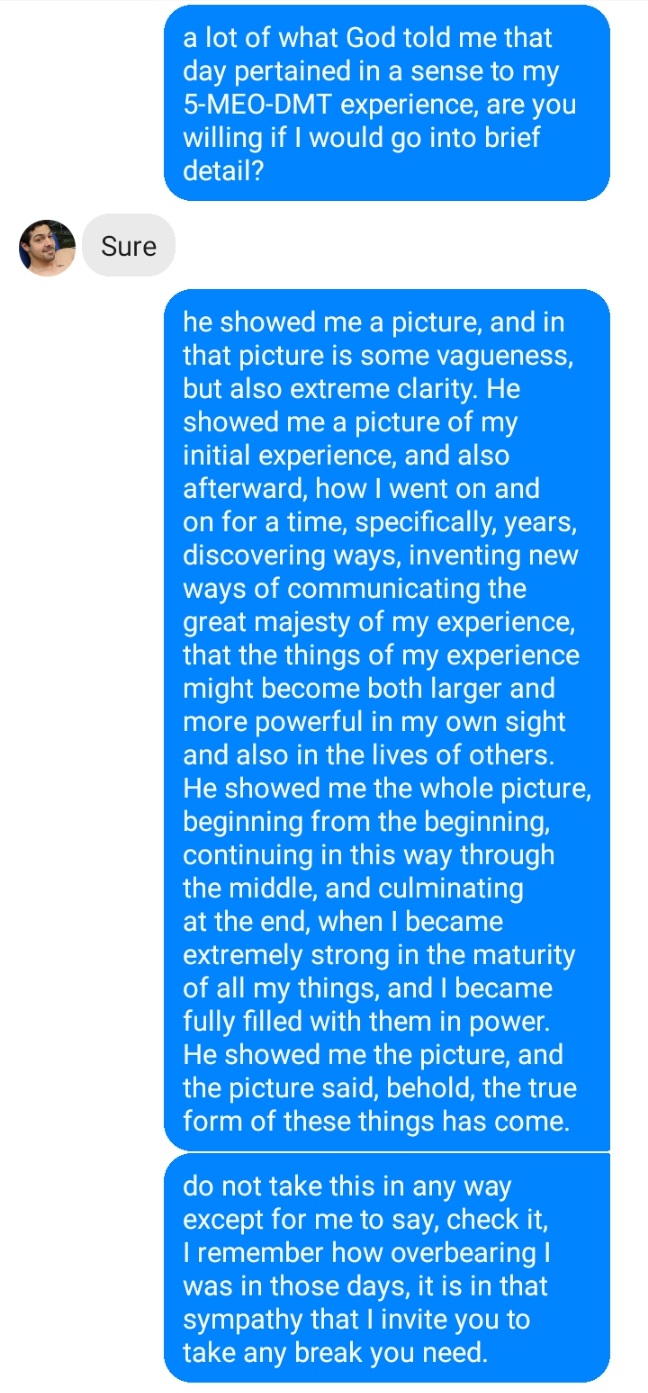 a lot of what God told me that
day pertained in a sense to my
5-MEO-DMT experience, are you
willing if I would go into brief
detail?
Sure
he showed me a picture, and in
that picture is some vagueness,
but also extreme clarity. He
showed me a picture of my
initial experience, and also
afterward, how I went on and
on for a time, specifically, years,
discovering ways, inventing new
ways of communicating the
great majesty of my experience,
that the things of my experience
might become both larger and
more powerful in my own sight
and also in the lives of others.
He showed me the whole picture,
beginning from the beginning,
continuing in this way through
the middle, and culminating
at the end, when I became
extremely strong in the maturity
of all my things, and I became
fully filled with them in power.
He showed me the picture, and
the picture said, behold, the true
form of these things has come.
do not take this in any way
except for me to say, check it,
I remember how overbearing I
was in those days, it is in that
sympathy that I invite you to
take any break you need.